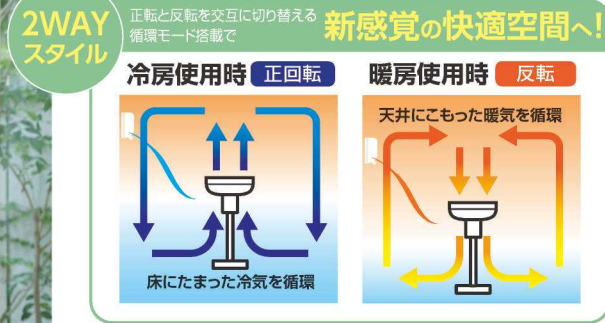 2WAY
スタイル
正転と反転を交互に切り替える
循環モード搭載で
新感覚の快適空間へ!
冷房使用時 正回転
暖房使用時 反転
天井にこもった暖気を循環
床にたまった冷気を循環